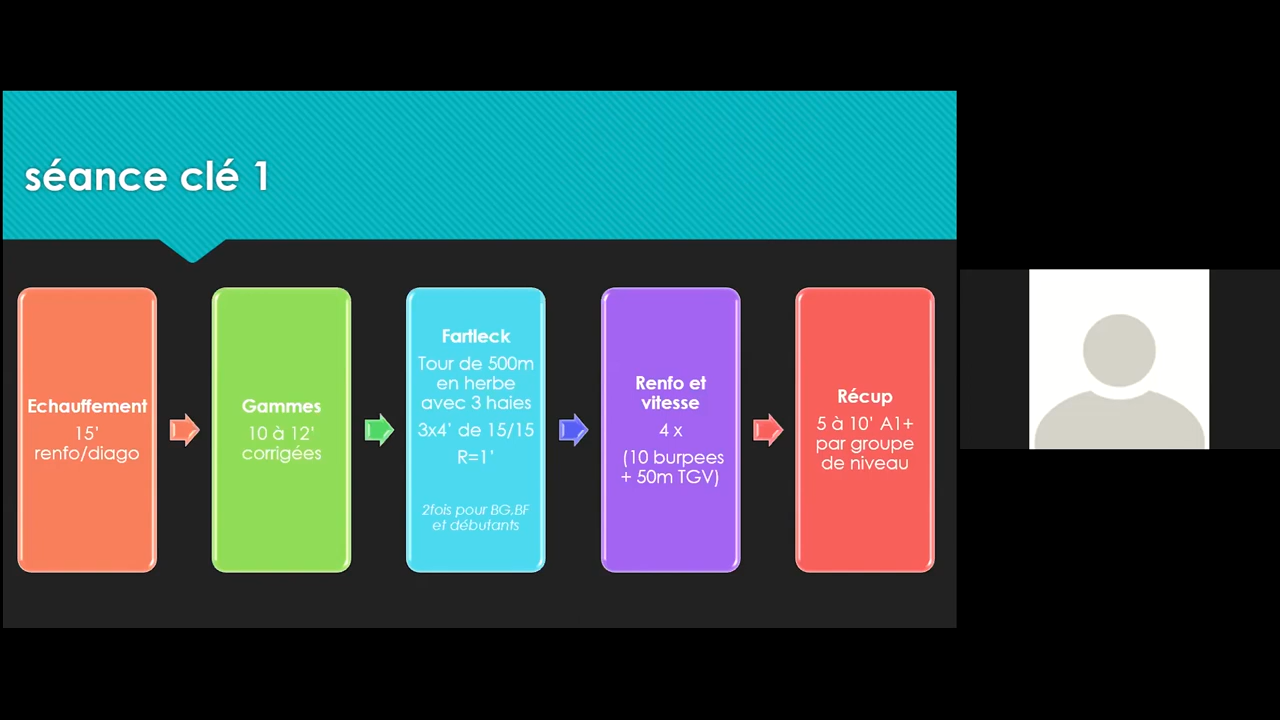 séance clé 1
Echauffement
15'
renfo/diago
Gammes
10 à 12'
corrigées
Fartleck
Tour de 500m
en herbe
avec 3 haies
3x4' de 15/15
R=1'
2fois pour BG,BF
et débutants
Renfo et
vitesse
4 x
(10 burpees
+ 50m TGV)
Récup
5 à 10' A1+
par groupe
de niveau